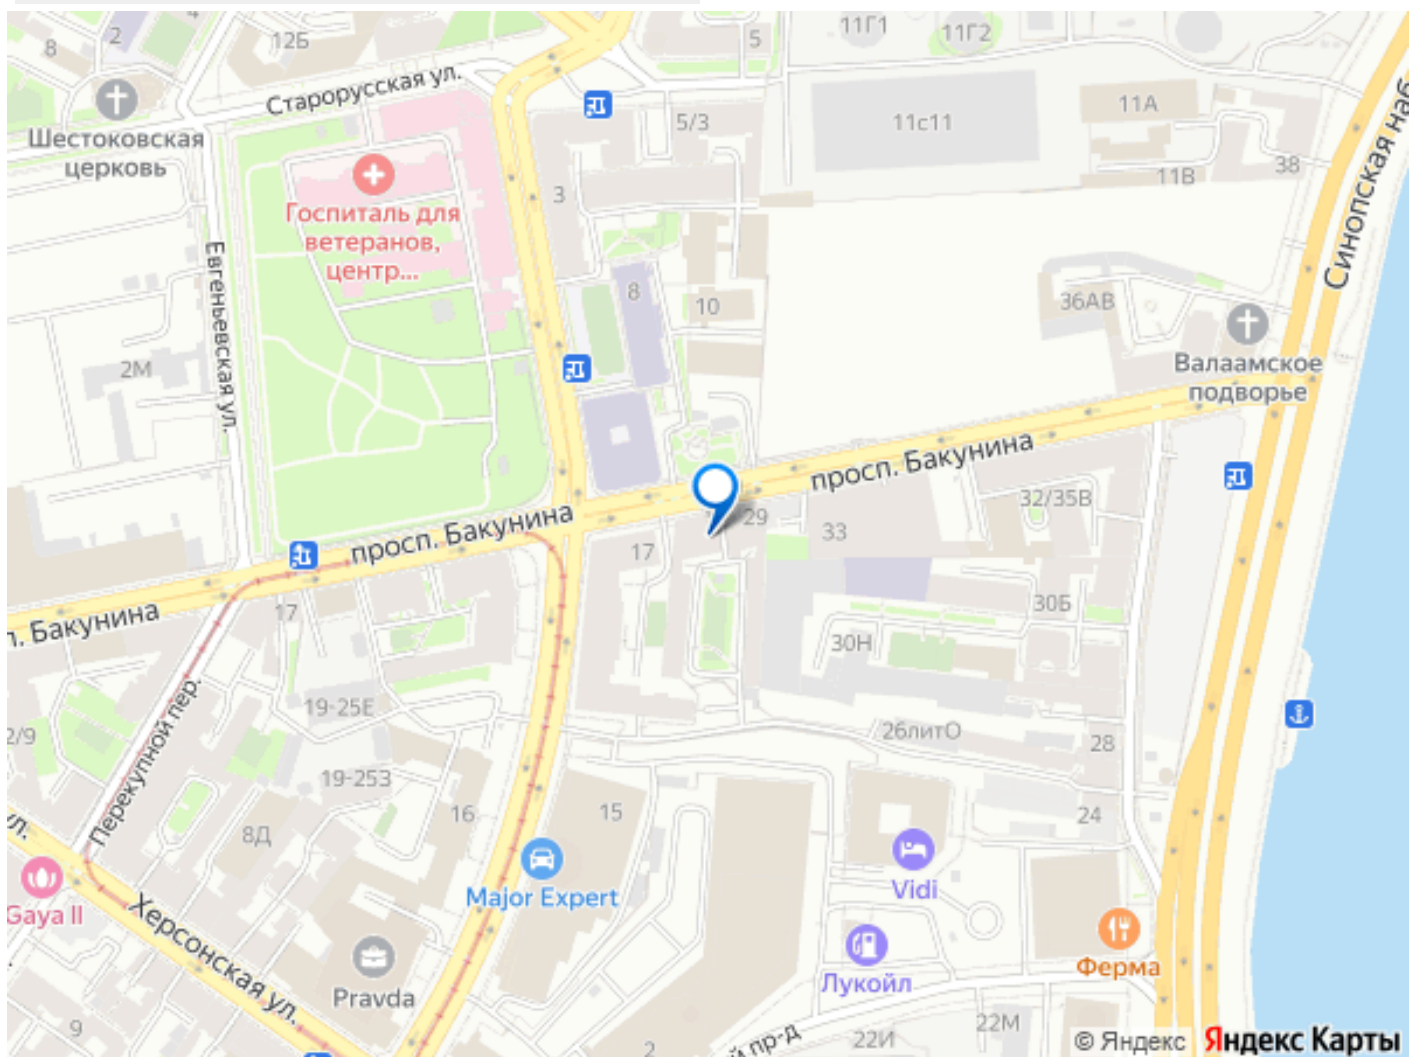 8
2
12Б
5
11Г1
11Г2
Старорусская ул.
Шестоковская
церковь
5/3
11с11
11А
11В
38
Синопская наб
3
Госпиталь для
ветеранов,
центр...
Евгеньевская ул.
8
10
36АВ
2М
Валаамское
подворье
просп. Бакунина
просп. Бакунина
29
33
32/35В
17
30Б
17
л. Бакунина
30Н
Перекупной пер.
19-25Е
26литО
28
2/9
19-253
16
15
24
8Д
ул.
Major Expert
Vidi
Gaya II
Херсонская ул.
Лукойл
Ферма
Pravda
9
2
й пр-д
22И
22М
© Яндекс
Яндекс Карты